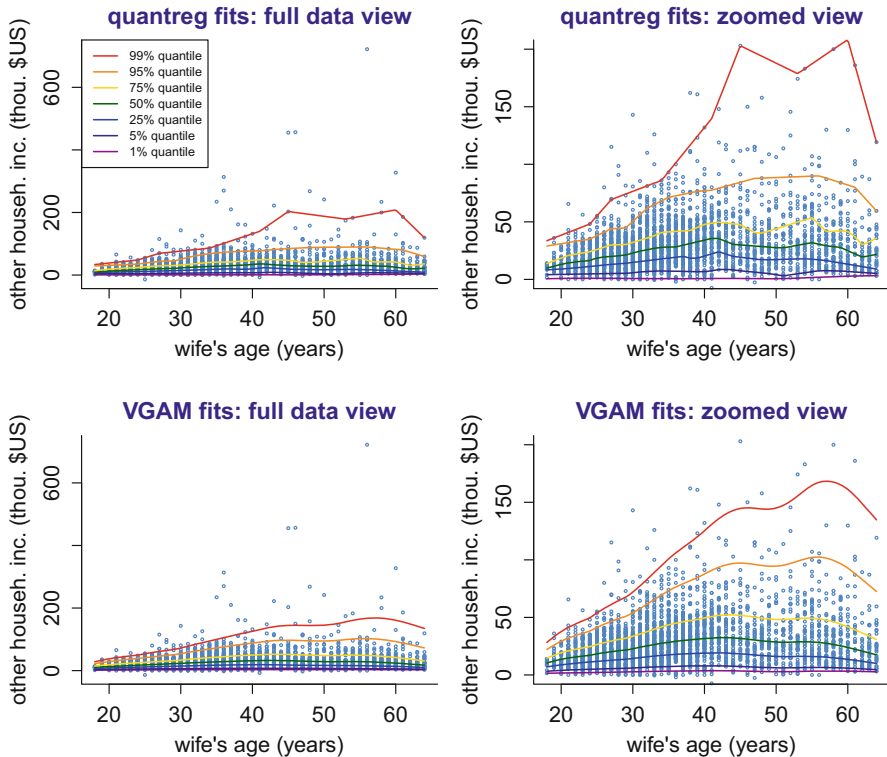 quantreg fits: full data view
other househ. inc. (thou. $US)
600
200
0
99% quantile
95% quantile
75% quantile
50% quantile
25% quantile
5% quantile
1% quantile
20 30 40 50 60
wife's age (years)
quantreg fits: zoomed view
other househ. inc. (thou. $US)
150
50
0
20 30 40 50 60
wife's age (years)
VGAM fits: full data view
other househ. inc. (thou. $US)
600
200
0
20 30 40 50 60
wife's age (years)
VGAM fits: zoomed view
other househ. inc. (thou. $US)
150
50
0
20 30 40 50 60
wife's age (years)